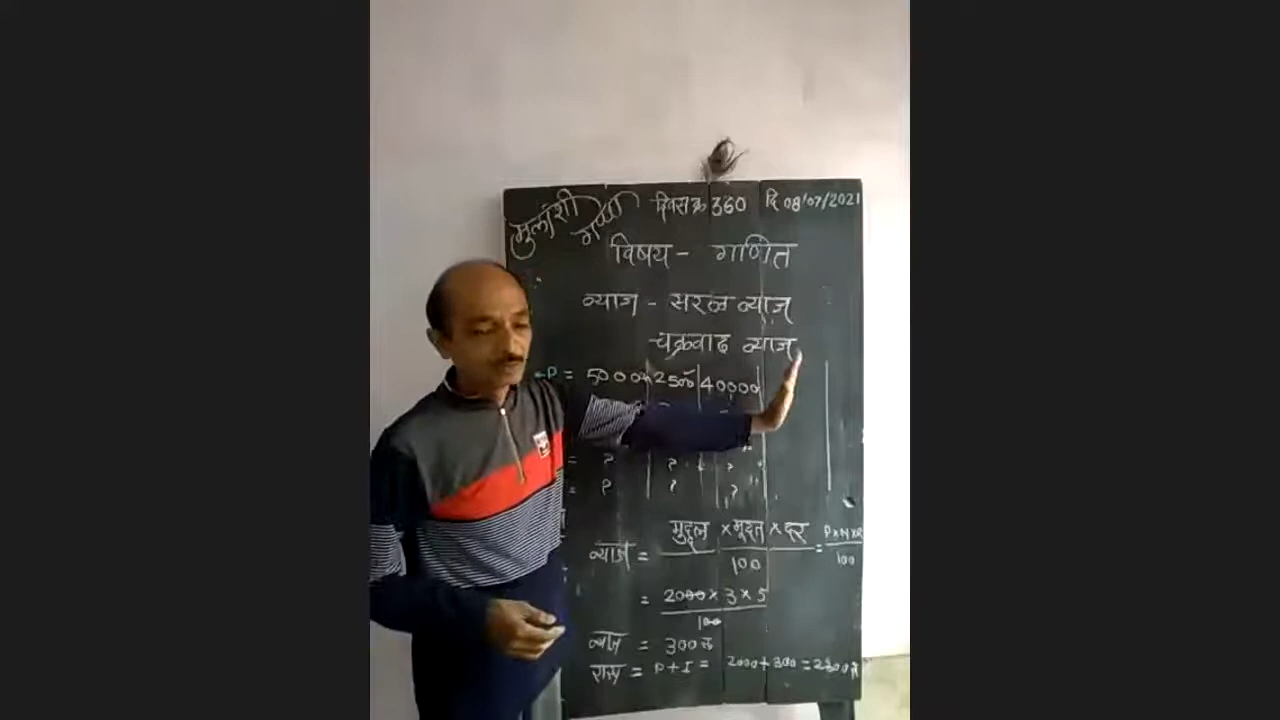 मुलांशी गप्पा दिवस क्र 360 दि 08/07/2021
विषय - गणित
व्याज - सरल व्याज
- चक्रवाढ व्याज
P = 5000 2500 40000
= ? ? ?
= ? ? ?
व्याज = मुद्दल × मुद्दत × दर / 100 = P×N×R / 100
= 2000 × 3 × 5 / 100
व्याज = 300 रु
रास = P + I = 2000 + 300 = 2300 रु